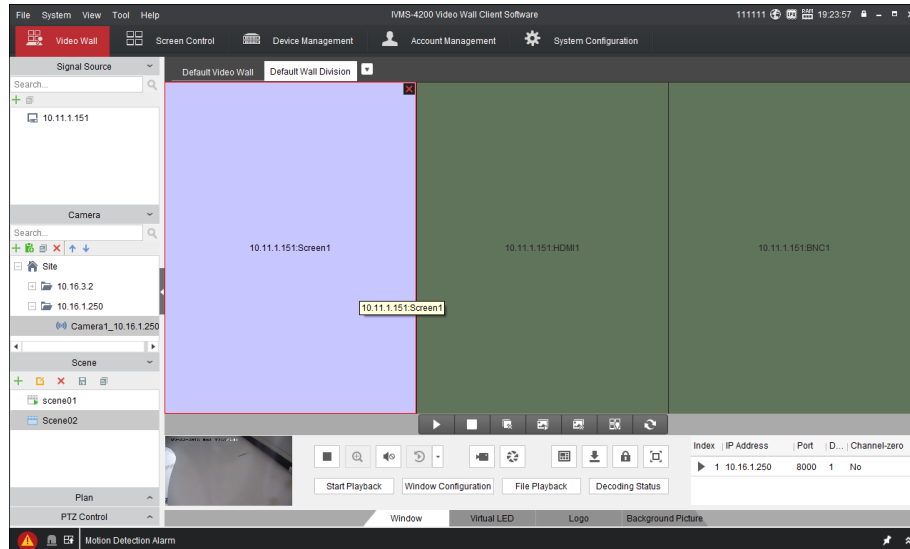 File System View Tool Help IVMS-4200 Video Wall Client Software 111111 19:23:57
Video Wall Screen Control Device Management Account Management System Configuration
Signal Source
Default Video Wall Default Wall Division
Search...
10.11.1.151
Camera
Search...
Site
10.16.3.2
10.16.1.250
Camera1_10.16.1.250
Scene
scene01
Scene02
Plan
PTZ Control
10.11.1.151:Screen1 10.11.1.151:HDMI1 10.11.1.151:BNC1
10.11.1.151:Screen1
Start Playback Window Configuration File Playback Decoding Status
Index IP Address Port D... Channel-zero
1 10.16.1.250 8000 1 No
Window Virtual LED Logo Background Picture
Motion Detection Alarm